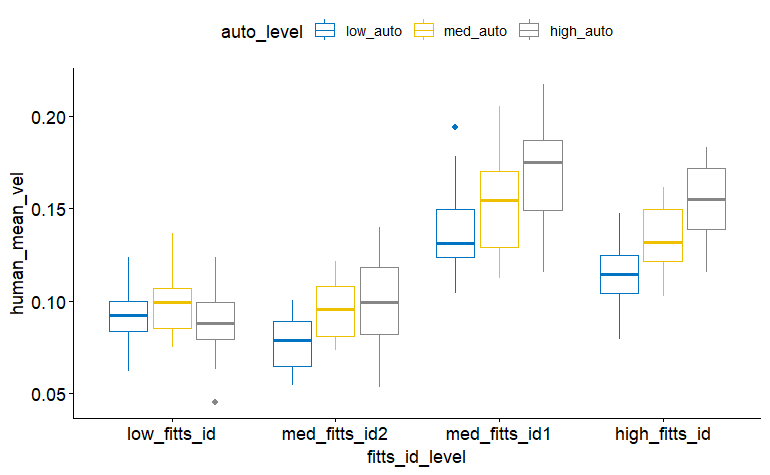 auto_level low_auto med_auto high_auto
human_mean_vel
0.20
0.15
0.10
0.05
low_fitts_id med_fitts_id2 med_fitts_id1 high_fitts_id
fitts_id_level